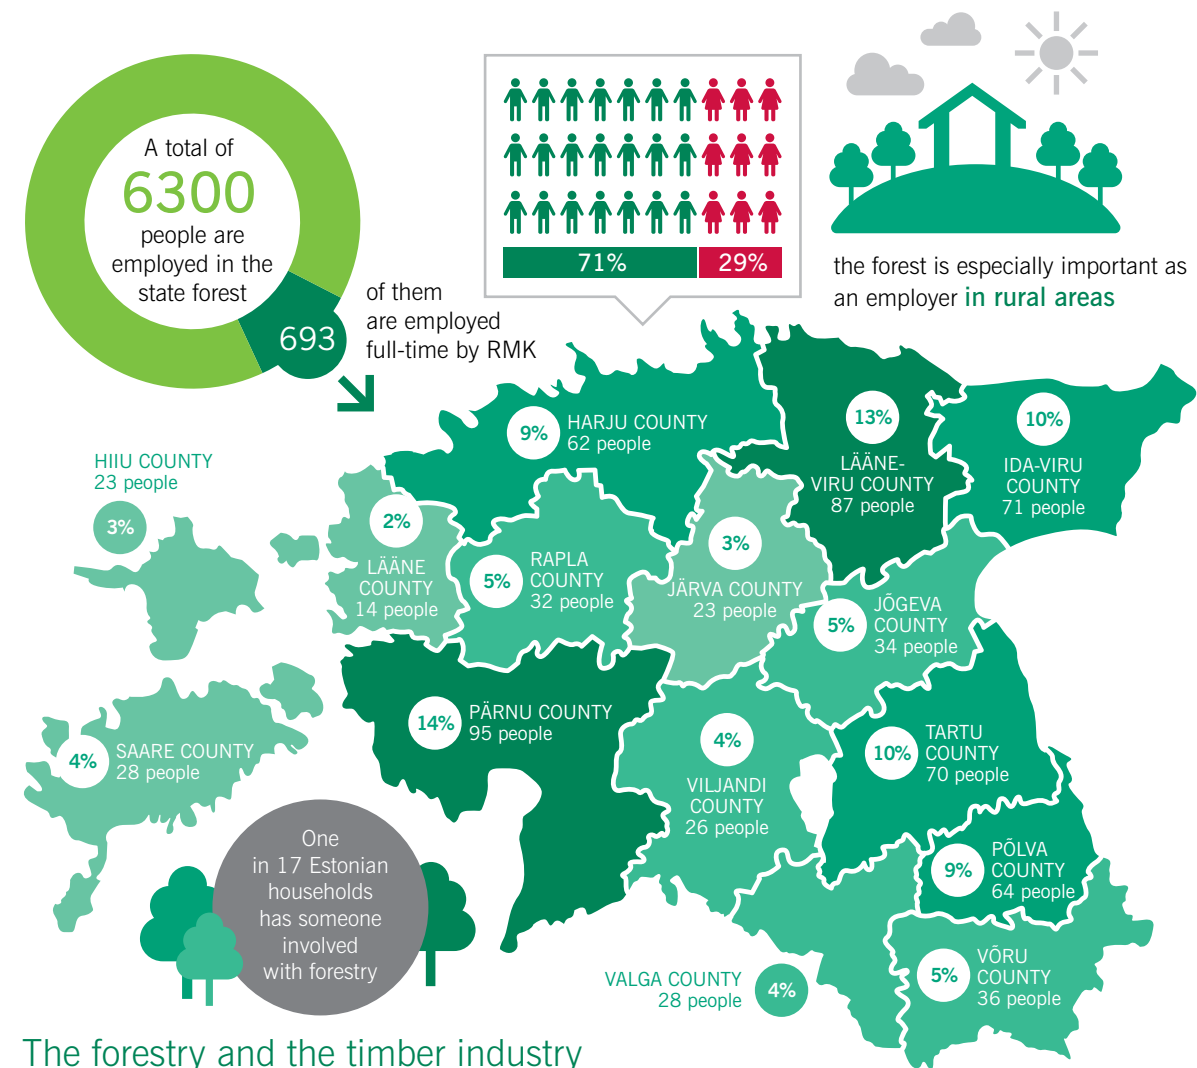 A total of
6300
people are
employed in the
state forest
693
of them
are employed
full-time by RMK
71%
29%
the forest is especially important as
an employer in rural areas
HIIU COUNTY
23 people
3%
9%
HARJU COUNTY
62 people
13%
LÄÄNE-
VIRU COUNTY
87 people
10%
IDA-VIRU
COUNTY
71 people
2%
LÄÄNE
COUNTY
14 people
5%
RAPLA
COUNTY
32 people
3%
JÄRVA COUNTY
23 people
5%
JÕGEVA
COUNTY
34 people
4%
SAARE COUNTY
28 people
14%
PÄRNU COUNTY
95 people
4%
VILJANDI
COUNTY
26 people
10%
TARTU
COUNTY
70 people
9%
PÕLVA
COUNTY
64 people
One
in 17 Estonian
households
has someone
involved
with forestry
VALGA COUNTY
28 people
4%
5%
VÕRU
COUNTY
36 people
The forestry and the timber industry